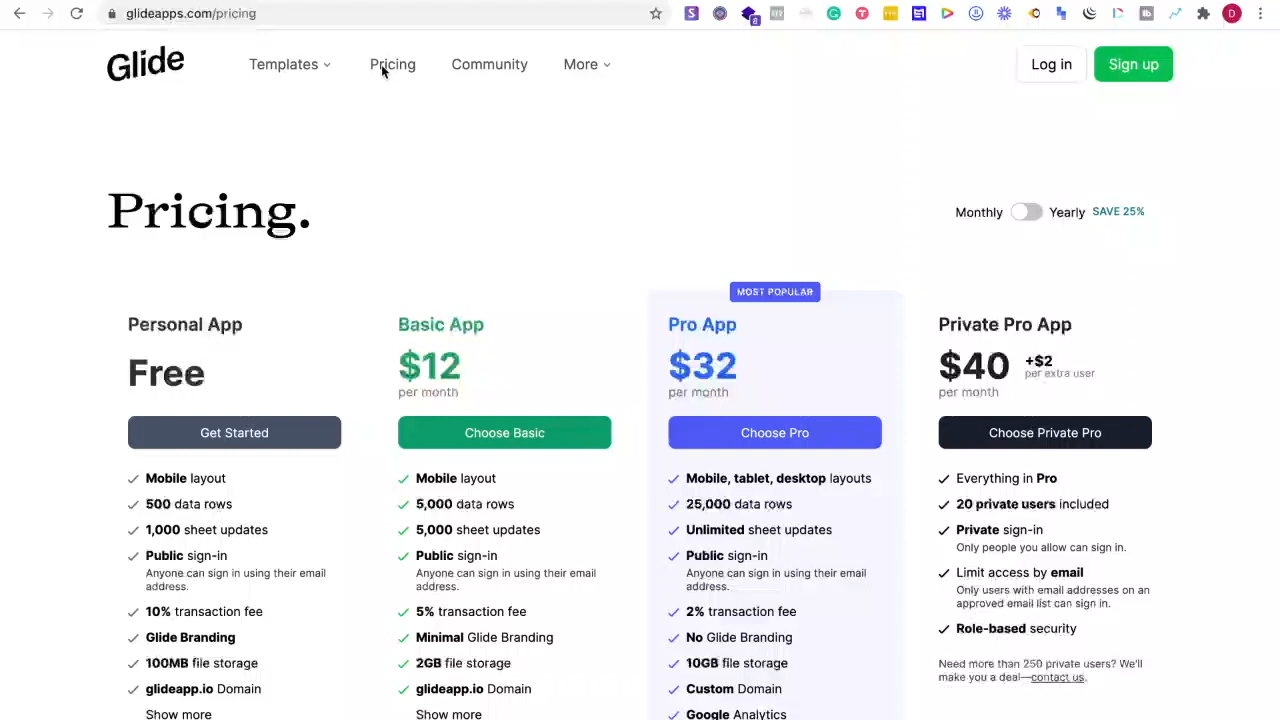 glideapps.com/pricing
Glide
Templates
Pricing
Community
More
Log in
Sign up
Pricing.
Monthly
Yearly
SAVE 25%
MOST POPULAR
Personal App
Free
Get Started
Mobile layout
500 data rows
1,000 sheet updates
Public sign-in
Anyone can sign in using their email
address.
10% transaction fee
Glide Branding
100MB file storage
glideapp.io Domain
Show more
Basic App
$12
per month
Choose Basic
Mobile layout
5,000 data rows
5,000 sheet updates
Public sign-in
Anyone can sign in using their email
address.
5% transaction fee
Minimal Glide Branding
2GB file storage
glideapp.io Domain
Show more
Pro App
$32
per month
Choose Pro
Mobile, tablet, desktop layouts
25,000 data rows
Unlimited sheet updates
Public sign-in
Anyone can sign in using their email
address.
2% transaction fee
No Glide Branding
10GB file storage
Custom Domain
Google Analytics
Private Pro App
$40
+$2
per extra user
per month
Choose Private Pro
Everything in Pro
20 private users included
Private sign-in
Only people you allow can sign in.
Limit access by email
Only users with email addresses on an
approved email list can sign in.
Role-based security
Need more than 250 private users? We'll
make you a deal—contact us.